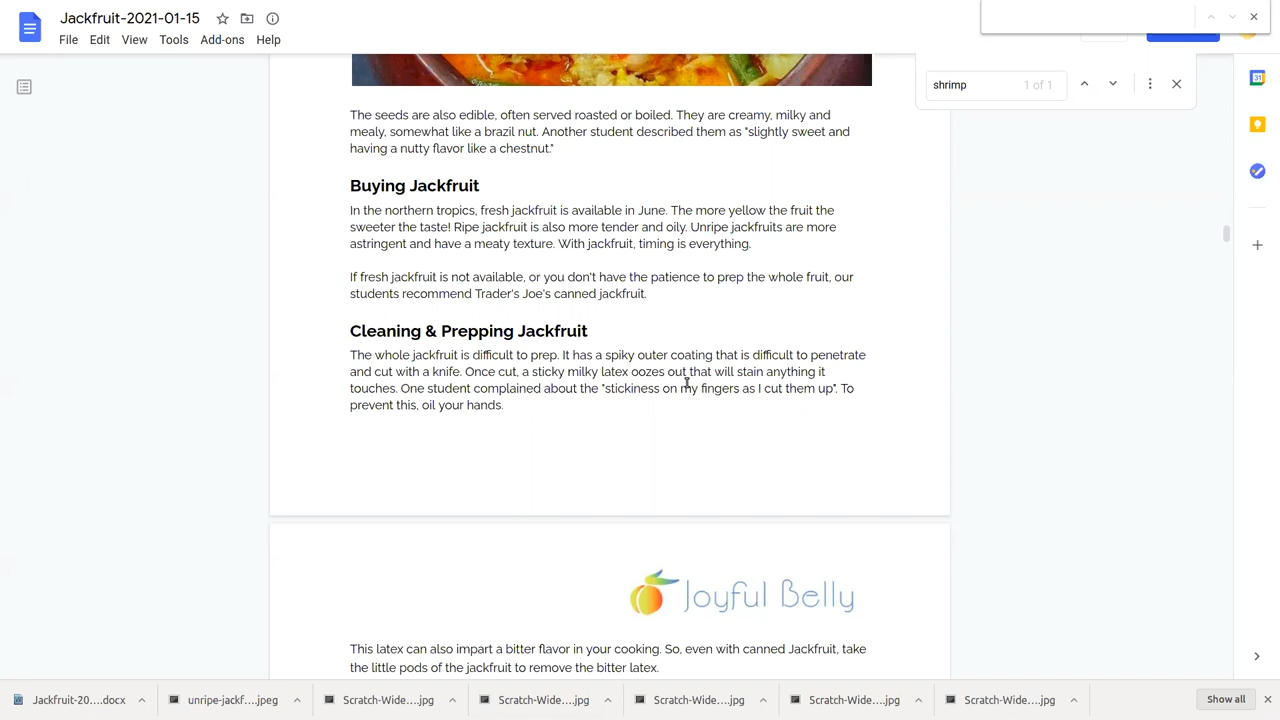 Jackfruit-2021-01-15
File Edit View Tools Add-ons Help
shrimp 1 of 1
The seeds are also edible, often served roasted or boiled. They are creamy, milky and
mealy, somewhat like a brazil nut. Another student described them as "slightly sweet and
having a nutty flavor like a chestnut."
Buying Jackfruit
In the northern tropics, fresh jackfruit is available in June. The more yellow the fruit the
sweeter the taste! Ripe jackfruit is also more tender and oily. Unripe jackfruits are more
astringent and have a meaty texture. With jackfruit, timing is everything.
If fresh jackfruit is not available, or you don't have the patience to prep the whole fruit, our
students recommend Trader's Joe's canned jackfruit.
Cleaning & Prepping Jackfruit
The whole jackfruit is difficult to prep. It has a spiky outer coating that is difficult to penetrate
and cut with a knife. Once cut, a sticky milky latex oozes out that will stain anything it
touches. One student complained about the "stickiness on my fingers as I cut them up". To
prevent this, oil your hands.
Joyful Belly
This latex can also impart a bitter flavor in your cooking. So, even with canned Jackfruit, take
the little pods of the jackfruit to remove the bitter latex.
31
Jackfruit-20....docx unripe-jackf....jpeg Scratch-Wide....jpg Scratch-Wide....jpg Scratch-Wide....jpg Scratch-Wide....jpg Scratch-Wide....jpg Show all